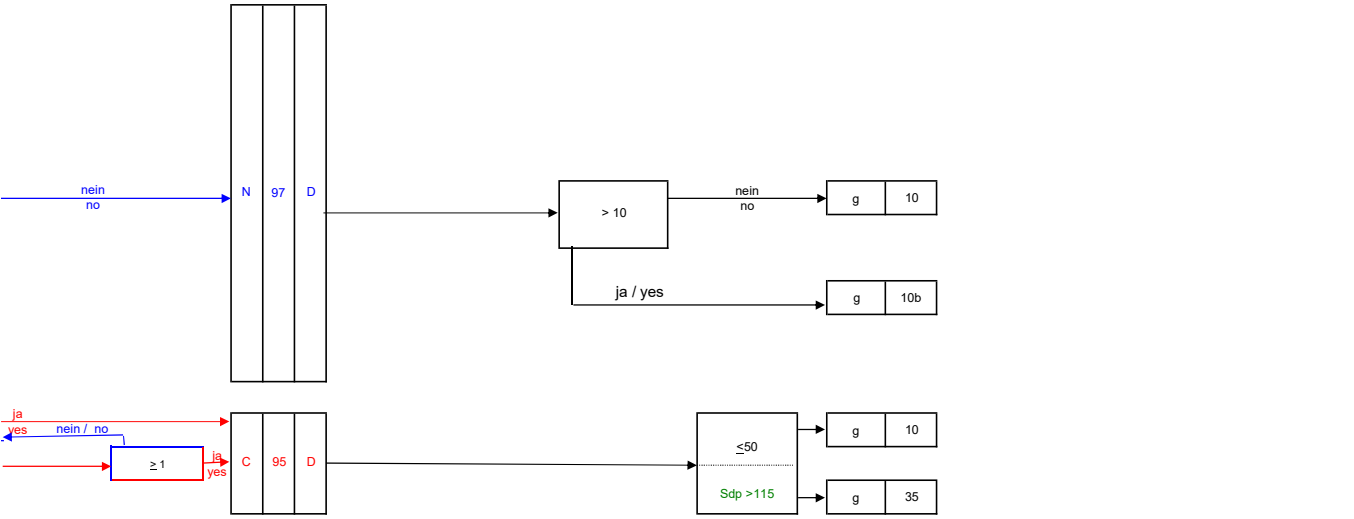 nein
no
N 97 D
> 10
nein
no
g 10
ja / yes
g 10b
ja
yes
nein / no
≥ 1
ja
yes
C 95 D
≤50
Sdp >115
g 10
g 35